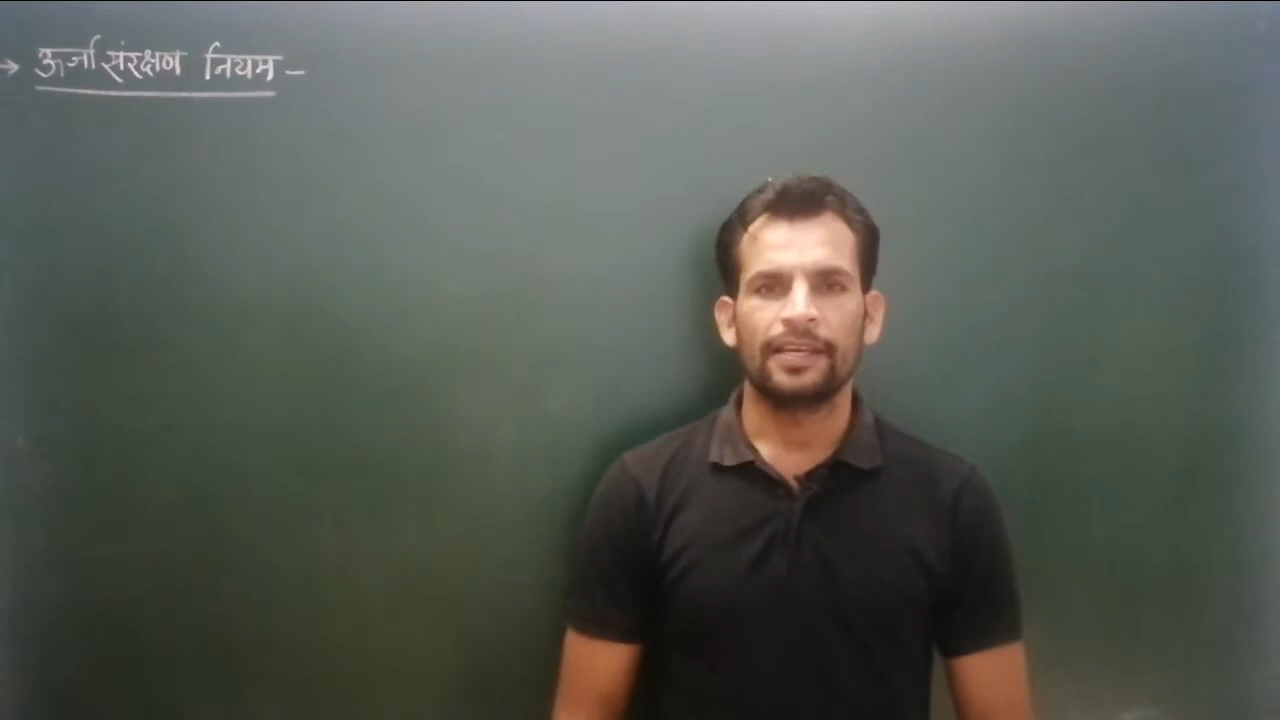 → ऊर्जा संरक्षण नियम –